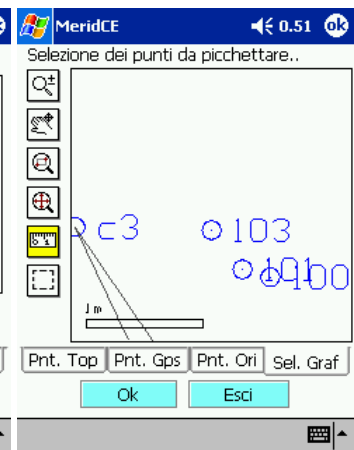 MeridCE 0.51 ok
Selezione dei punti da picchettare..
c3 103
1 m
Pnt. Top Pnt. Gps Pnt. Ori Sel. Graf
Ok Esci